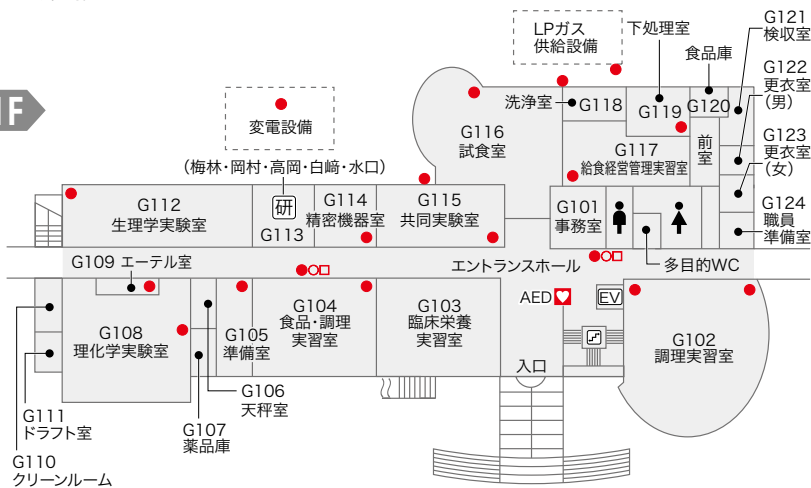 1F
LPガス
供給設備
下処理室
食品庫
G121
検収室
G122
更衣室
(男)
G123
更衣室
(女)
G124
職員
準備室
変電設備
洗浄室
G118
G119
G120
G116
試食室
G117
給食経営管理実習室
前室
(梅林・岡村・高岡・白﨑・水口)
G112
生理学実験室
研
G113
G114
精密機器室
G115
共同実験室
G101
事務室
G109 エーテル室
エントランスホール
多目的WC
AED
EV
G108
理化学実験室
G105
準備室
G104
食品・調理
実習室
G103
臨床栄養
実習室
G102
調理実習室
入口
G106
天秤室
G107
薬品庫
G111
ドラフト室
G110
クリーンルーム